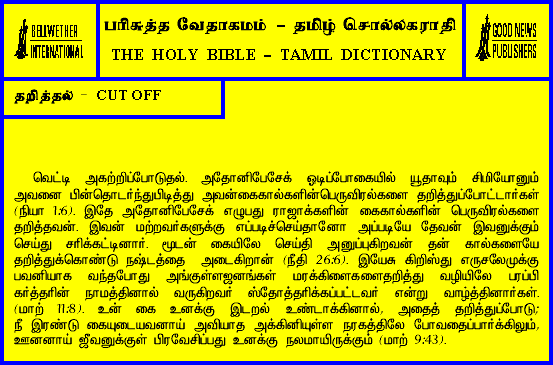 BELLWETHER
INTERNATIONAL
பரிசுத்த வேதாகமம் – தமிழ் சொல்லகராதி
THE HOLY BIBLE – TAMIL DICTIONARY
GOOD NEWS
PUBLISHERS
தறித்தல் - CUT OFF
வெட்டி அகற்றிப்போடுதல். அதோனிபேசேக் ஓடிப்போகையில் யூதாவும் சிமியோனும்
அவனை பின்தொடர்ந்துபிடித்து அவன்கைகால்களின்பெருவிரல்களை தறித்துப்போட்டார்கள்
(நியா 1:6). இதே அதோனிபேசேக் எழுபது ராஜாக்களின் கைகால்களின் பெருவிரல்களை
தறித்தவன். இவன் மற்றவர்களுக்கு எப்படிச்செய்தானோ அப்படியே தேவன் இவனுக்கும்
செய்து சரிக்கட்டினார். மூடன் கையிலே செய்தி அனுப்புகிறவன் தன் கால்களையே
தறித்துக்கொண்டு நஷ்டத்தை அடைகிறான் (நீதி 26:6). இயேசு கிறிஸ்து எருசலேமுக்கு
பவனியாக வந்தபோது அங்குள்ளஜனங்கள் மரக்கிளைகளைதறித்து வழியிலே பரப்பி
கர்த்தரின் நாமத்தினால் வருகிறவர் ஸ்தோத்தரிக்கப்பட்டவர் என்று வாழ்த்தினார்கள்.
(மாற் 11:8). உன் கை உனக்கு இடறல் உண்டாக்கினால், அதைத் தறித்துப்போடு;
நீ இரண்டு கையுடையவனாய் அவியாத அக்கினியுள்ள நரகத்திலே போவதைப்பார்க்கிலும்,
ஊனனாய் ஜீவனுக்குள் பிரவேசிப்பது உனக்கு நலமாயிருக்கும் (மாற் 9:43).